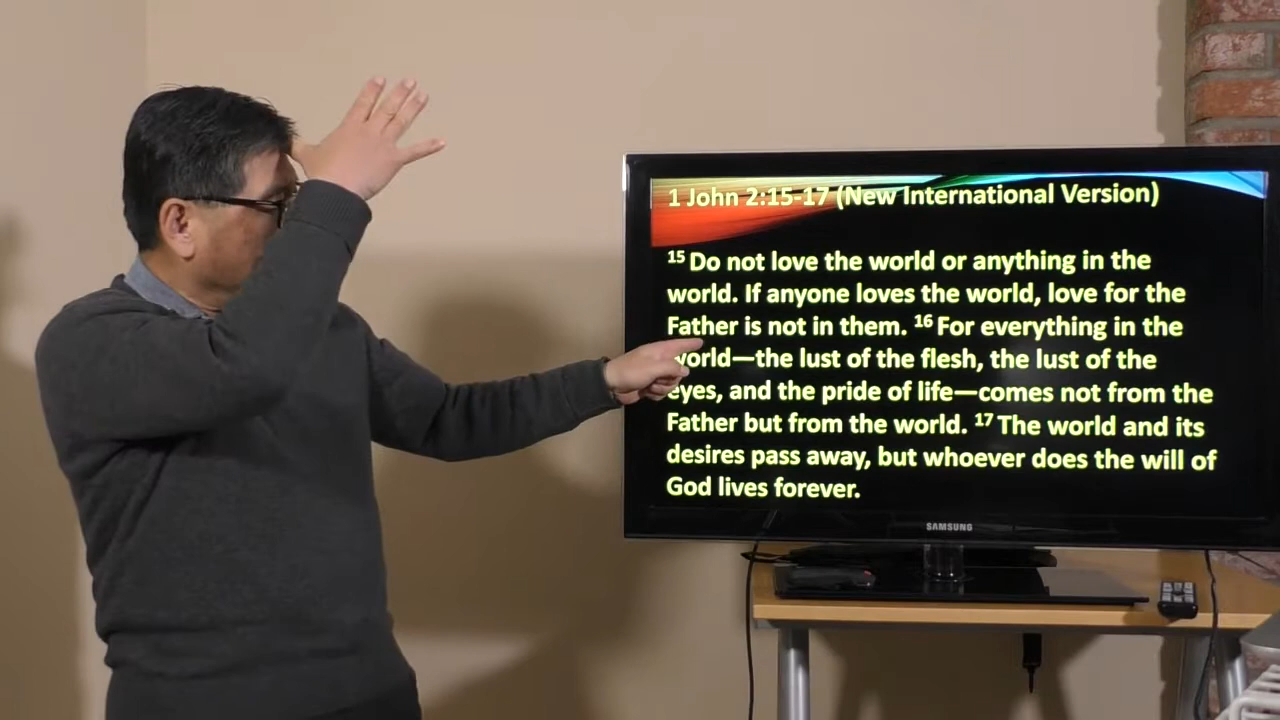 1 John 2:15-17 (New International Version)
15 Do not love the world or anything in the
world. If anyone loves the world, love for the
Father is not in them. 16 For everything in the
world—the lust of the flesh, the lust of the
eyes, and the pride of life—comes not from the
Father but from the world. 17 The world and its
desires pass away, but whoever does the will of
God lives forever.
SAMSUNG